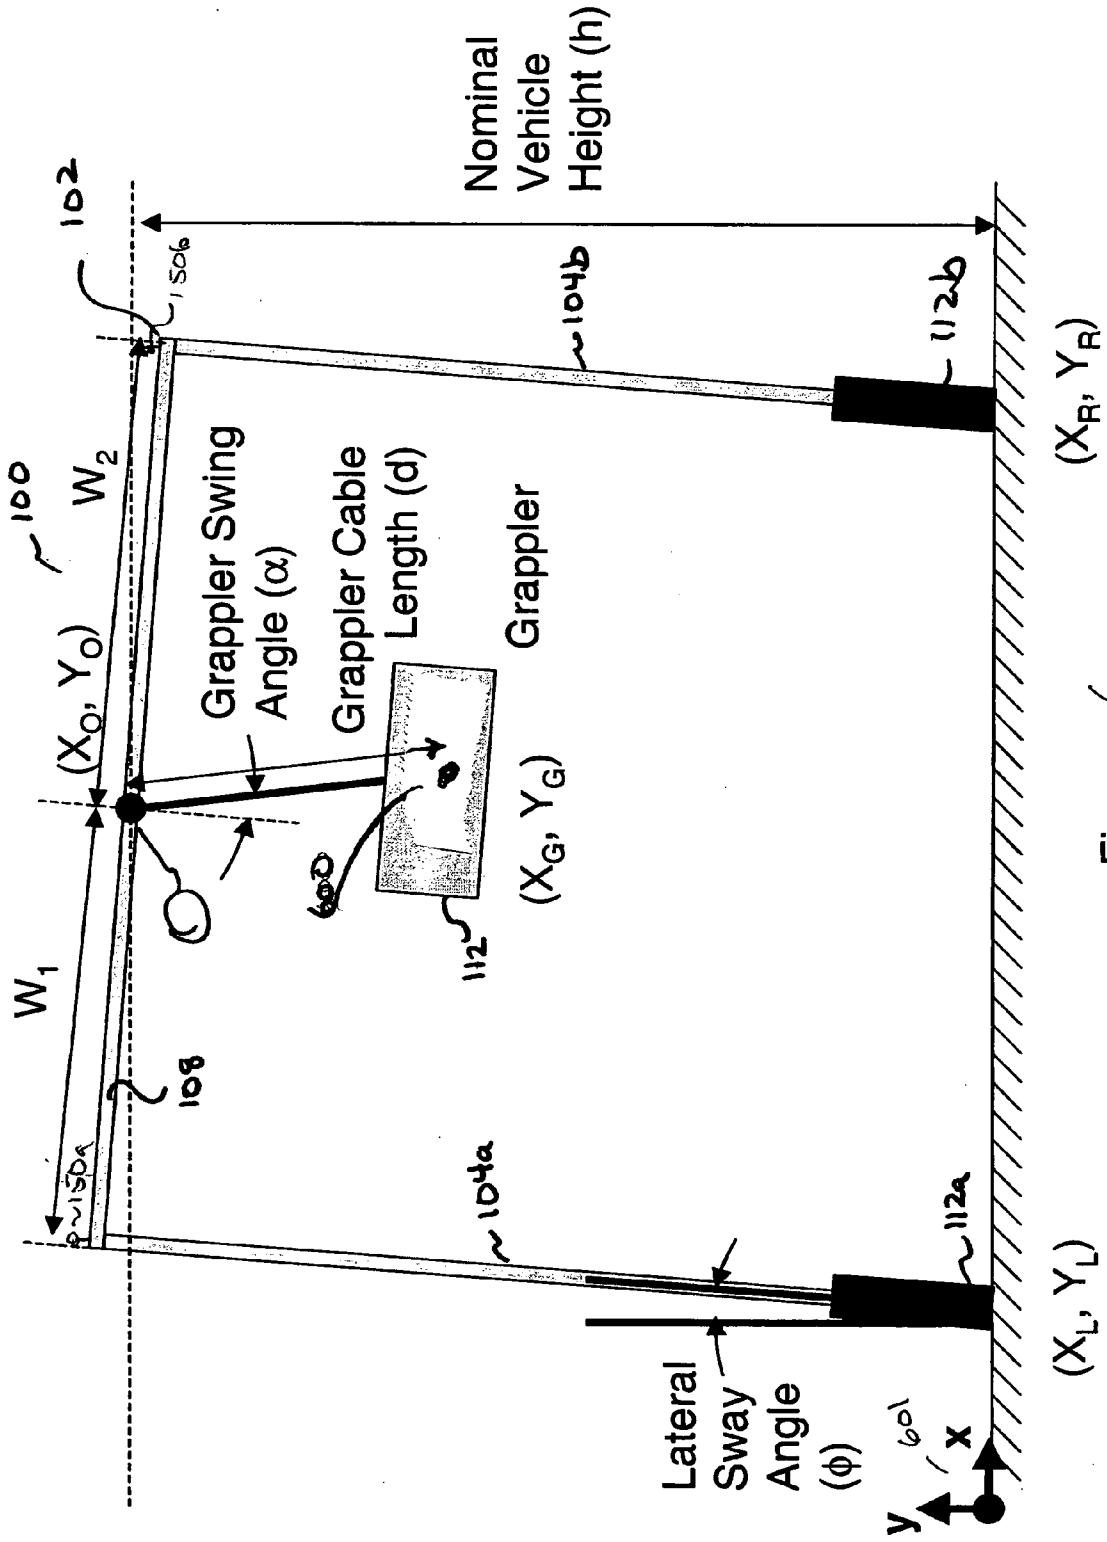 100
102
W1
W2
(XO, YO)
150a
150b
108
Grappler Swing
Angle (α)
Grappler Cable
Length (d)
Grappler
600
112
(XG, YG)
104a
104b
Nominal
Vehicle
Height (h)
Lateral
Sway
Angle
(ϕ)
112a
112b
601
y
x
(XL, YL)
(XR, YR)